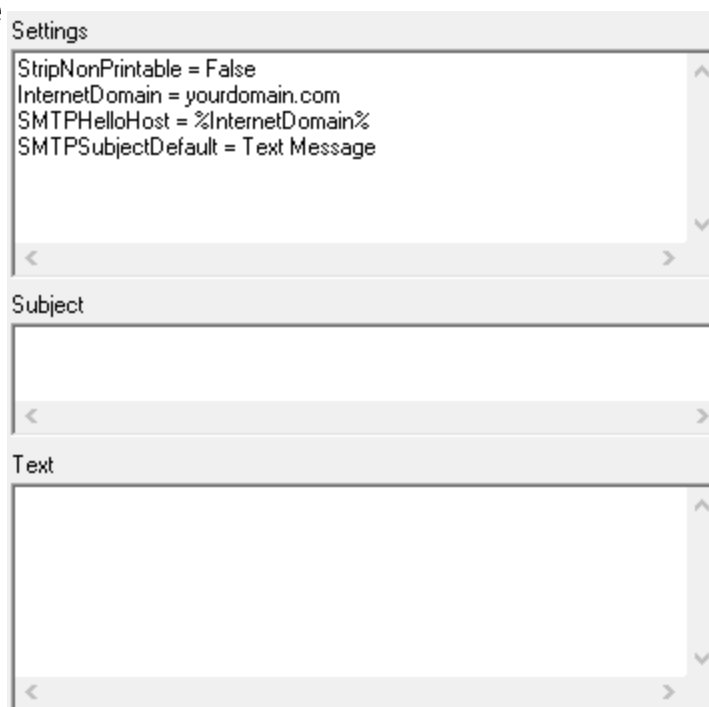 Settings
StripNonPrintable = False
InternetDomain = yourdomain.com
SMTPHelloHost = %InternetDomain%
SMTPSubjectDefault = Text Message
Subject
Text